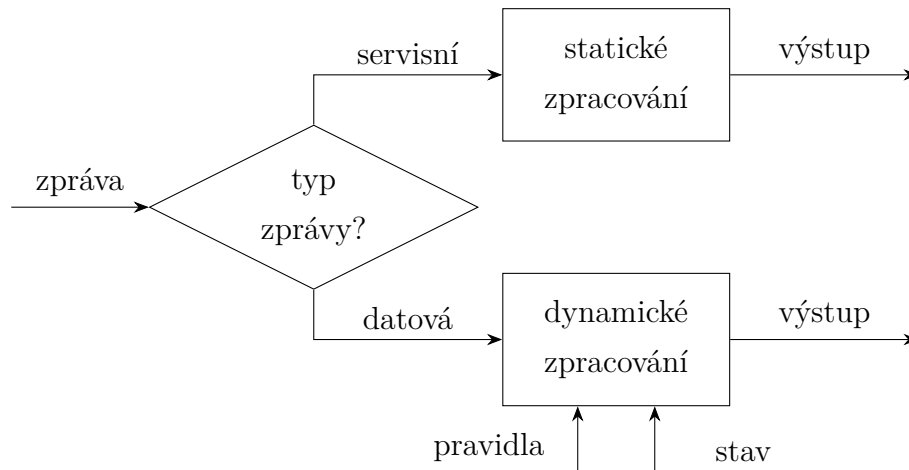 servisní
statické
zpracování
výstup
zpráva
typ
zprávy?
datová
dynamické
zpracování
výstup
pravidla
stav